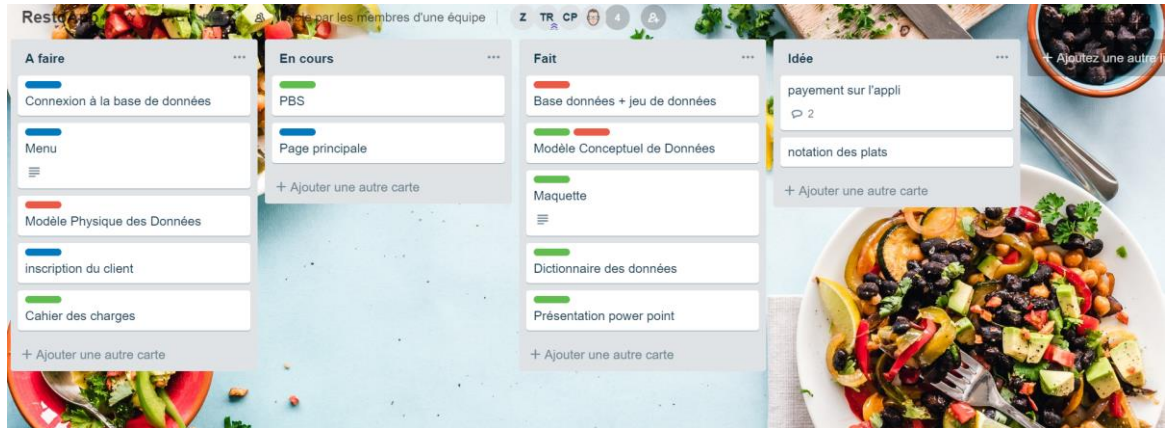 RestoApp
par les membres d'une équipe
Z TR CP 4
A faire
Connexion à la base de données
Menu
Modèle Physique des Données
inscription du client
Cahier des charges
+ Ajouter une autre carte
En cours
PBS
Page principale
+ Ajouter une autre carte
Fait
Base données + jeu de données
Modèle Conceptuel de Données
Maquette
Dictionnaire des données
Présentation power point
+ Ajouter une autre carte
Idée
payement sur l'appli
2
notation des plats
+ Ajouter une autre carte
+ Ajoutez une autre